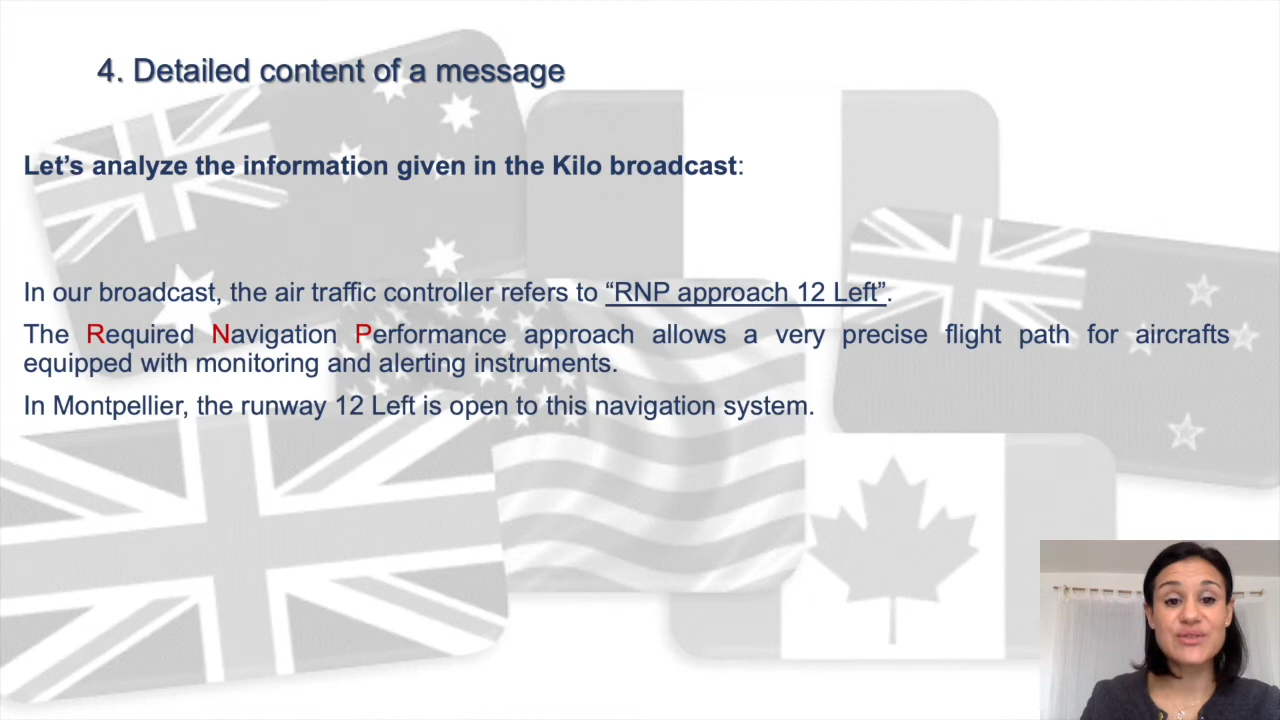 4. Detailed content of a message
Let’s analyze the information given in the Kilo broadcast:
In our broadcast, the air traffic controller refers to “RNP approach 12 Left”.
The Required Navigation Performance approach allows a very precise flight path for aircrafts
equipped with monitoring and alerting instruments.
In Montpellier, the runway 12 Left is open to this navigation system.